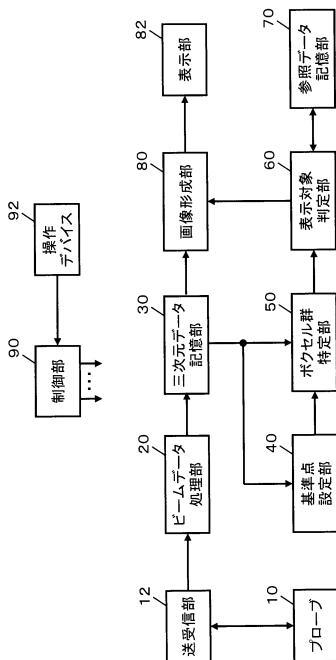 92
操作
デバイス
90
制御部
...
12
送受信部
20
ビームデータ
処理部
30
三次元データ
記憶部
80
画像形成部
82
表示部
10
プローブ
40
基準点
設定部
50
ボクセル群
特定部
60
表示対象
判定部
70
参照データ
記憶部